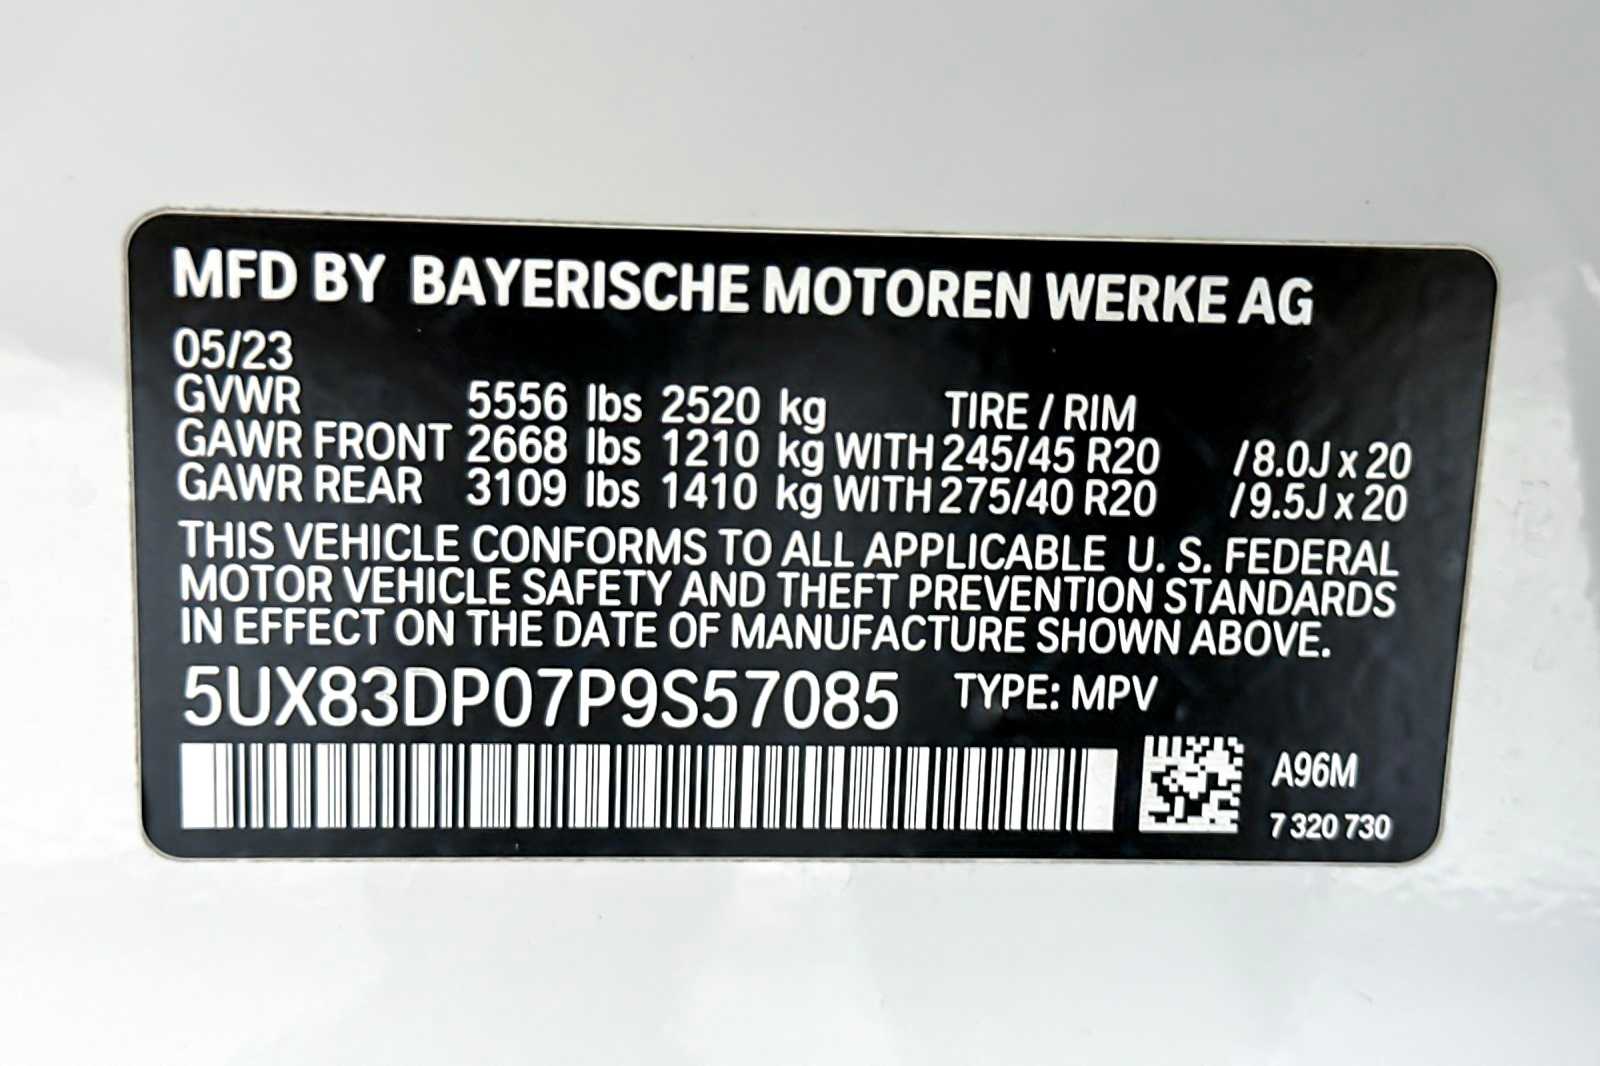 MFD BY BAYERISCHE MOTOREN WERKE AG
05/23
GVWR 5556 lbs 2520 kg TIRE / RIM
GAWR FRONT 2668 lbs 1210 kg WITH 245/45 R20 /8.0J x 20
GAWR REAR 3109 lbs 1410 kg WITH 275/40 R20 /9.5J x 20
THIS VEHICLE CONFORMS TO ALL APPLICABLE U. S. FEDERAL
MOTOR VEHICLE SAFETY AND THEFT PREVENTION STANDARDS
IN EFFECT ON THE DATE OF MANUFACTURE SHOWN ABOVE.
5UX83DP07P9S57085 TYPE: MPV
A96M
7 320 730